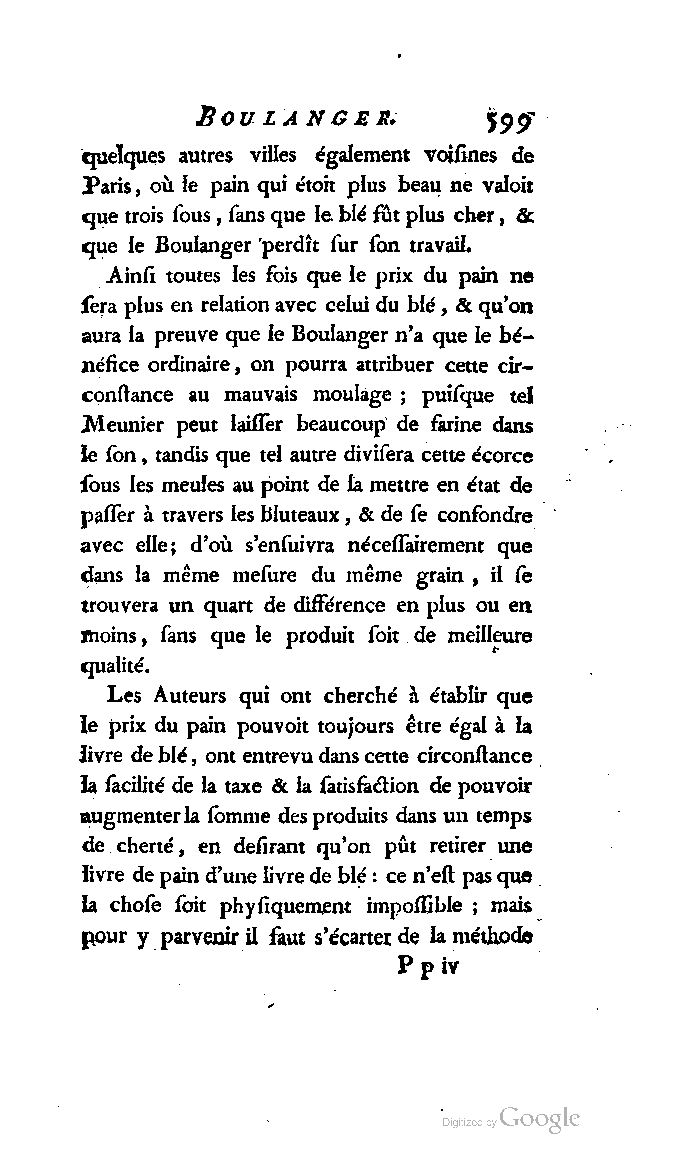 BOULANGER. 599
quelques autres villes également voiſines de
Paris, où le pain qui étoit plus beau ne valoit
que trois ſous, ſans que le blé fût plus cher, &
que le Boulanger perdît ſur ſon travail.
Ainſi toutes les fois que le prix du pain ne
ſera plus en relation avec celui du blé, & qu'on
aura la preuve que le Boulanger n'a que le bé-
néfice ordinaire, on pourra attribuer cette cir-
conſtance au mauvais moulage ; puiſque tel
Meunier peut laiſſer beaucoup de farine dans
le ſon, tandis que tel autre diviſera cette écorce
ſous les meules au point de la mettre en état de
paſſer à travers les bluteaux, & de ſe confondre
avec elle; d'où s'enſuivra néceſſairement que
dans la même meſure du même grain, il ſe
trouvera un quart de différence en plus ou en
moins, ſans que le produit ſoit de meilleure
qualité.
Les Auteurs qui ont cherché à établir que
le prix du pain pouvoit toujours être égal à la
livre de blé, ont entrevu dans cette circonſtance
la facilité de la taxe & la ſatisfaction de pouvoir
augmenter la ſomme des produits dans un temps
de cherté, en deſirant qu'on pût retirer une
livre de pain d'une livre de blé : ce n'eſt pas que
la choſe ſoit phyſiquement impoſſible ; mais
pour y parvenir il faut s'écarter de la méthode
P p iv
Digitized by Google